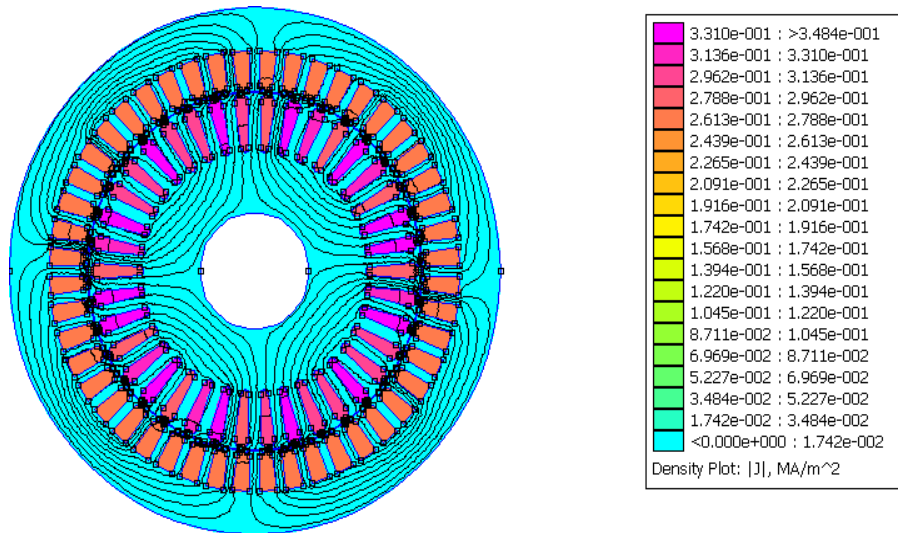 3.310e-001 : >3.484e-001
3.136e-001 : 3.310e-001
2.962e-001 : 3.136e-001
2.788e-001 : 2.962e-001
2.613e-001 : 2.788e-001
2.439e-001 : 2.613e-001
2.265e-001 : 2.439e-001
2.091e-001 : 2.265e-001
1.916e-001 : 2.091e-001
1.742e-001 : 1.916e-001
1.568e-001 : 1.742e-001
1.394e-001 : 1.568e-001
1.220e-001 : 1.394e-001
1.045e-001 : 1.220e-001
8.711e-002 : 1.045e-001
6.969e-002 : 8.711e-002
5.227e-002 : 6.969e-002
3.484e-002 : 5.227e-002
1.742e-002 : 3.484e-002
<0.000e+000 : 1.742e-002
Density Plot: |J|, MA/m^2